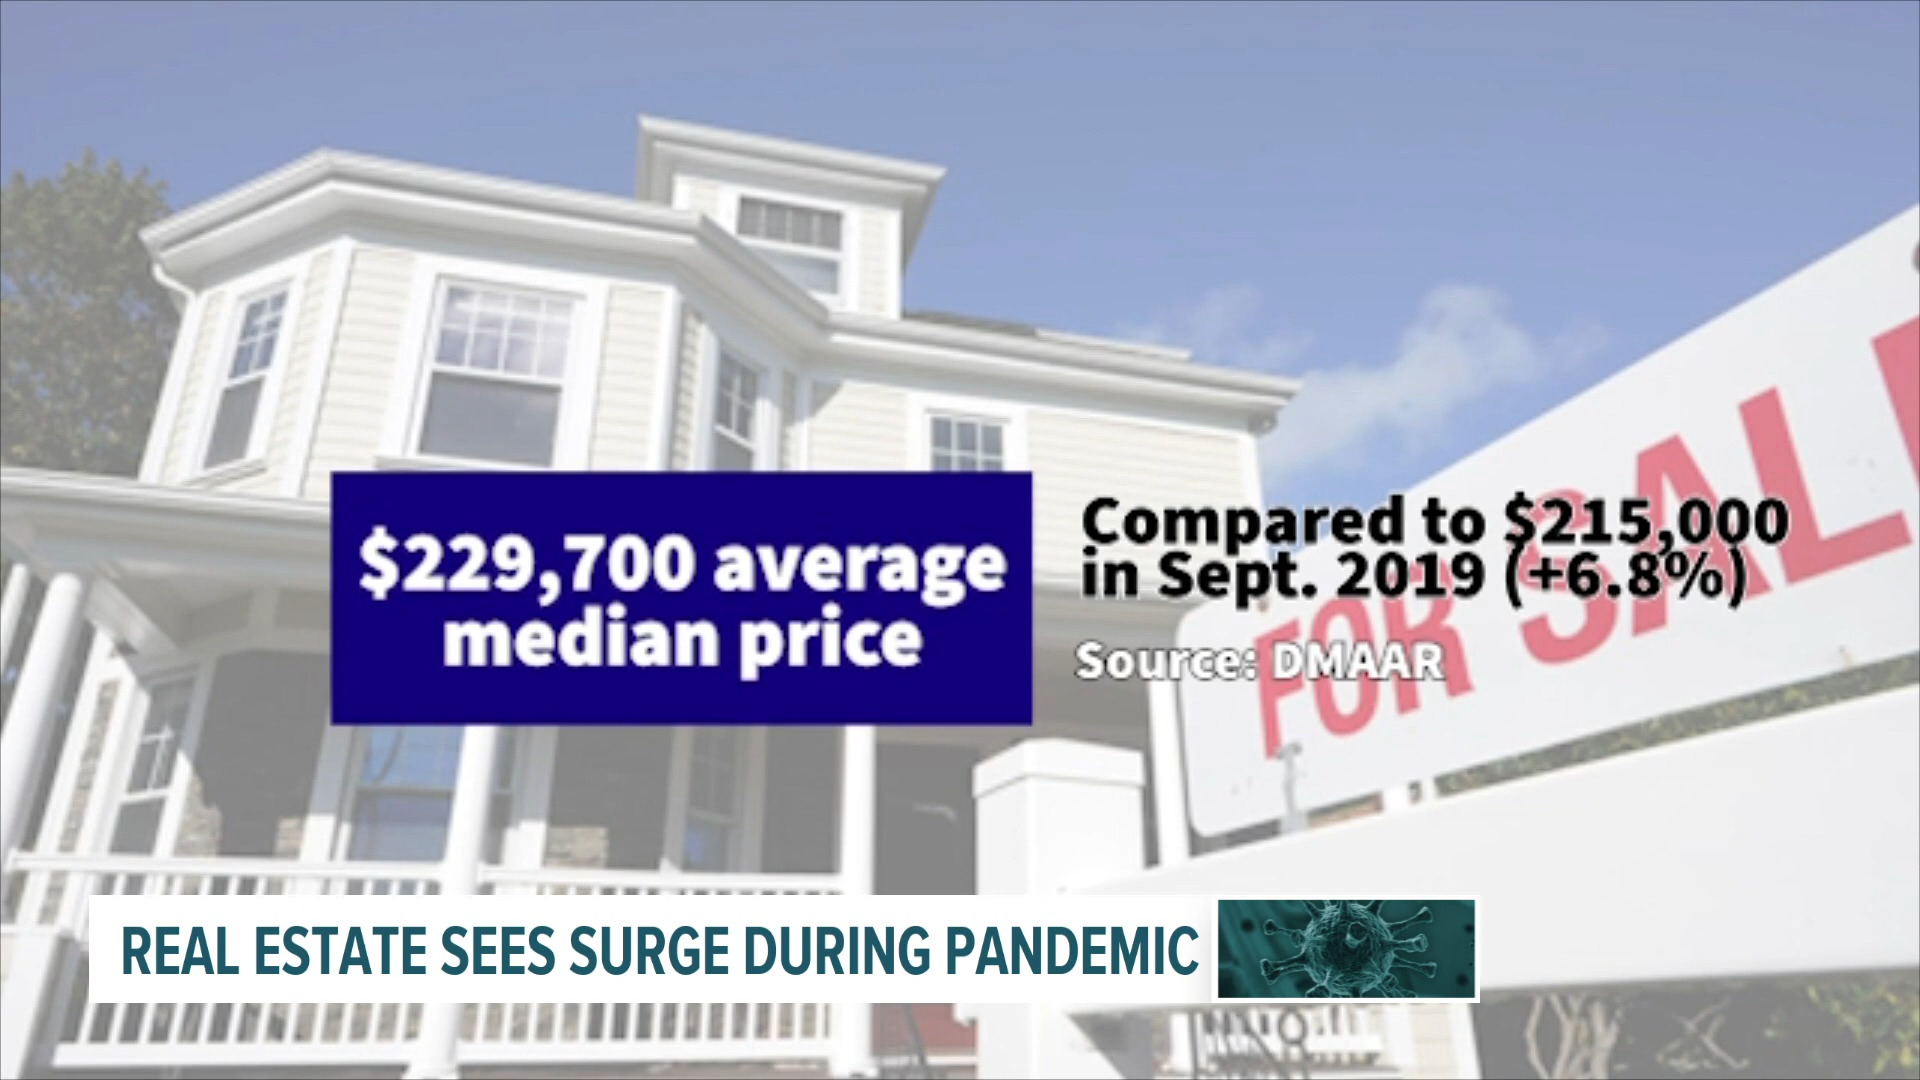 $229,700 average
median price
Compared to $215,000
in Sept. 2019 (+6.8%)
Source: DMAAR
FOR SAL
REAL ESTATE SEES SURGE DURING PANDEMIC